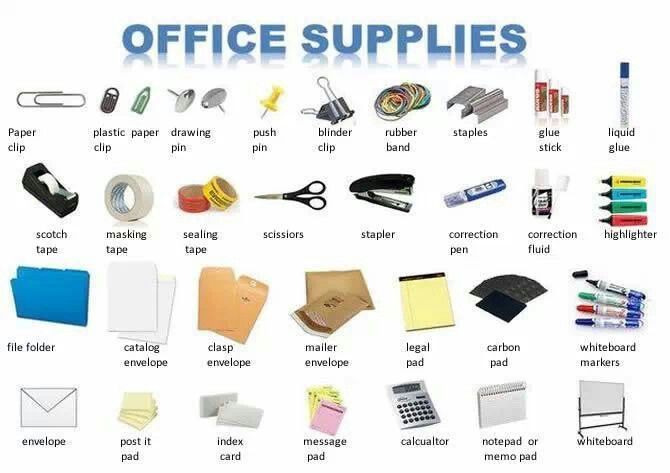 OFFICE SUPPLIES
Paper clip
plastic paper clip
drawing pin
push pin
blinder clip
rubber band
staples
glue stick
liquid glue
scotch tape
masking tape
sealing tape
scissiors
stapler
correction pen
correction fluid
highlighter
file folder
catalog envelope
clasp envelope
mailer envelope
legal pad
carbon pad
whiteboard markers
envelope
post it pad
index card
message pad
calcualtor
notepad or memo pad
whiteboard